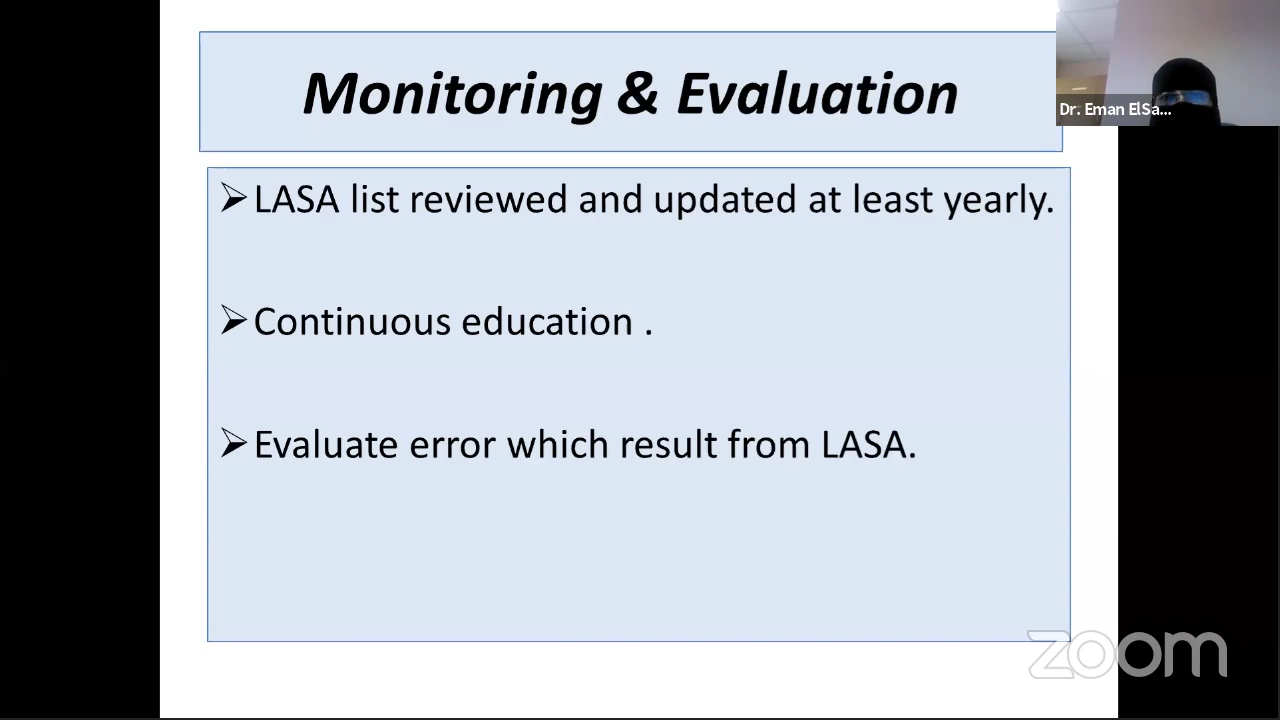 Monitoring & Evaluation
Dr. Eman ElSa...
➢LASA list reviewed and updated at least yearly.
➢Continuous education .
➢Evaluate error which result from LASA.
zoom